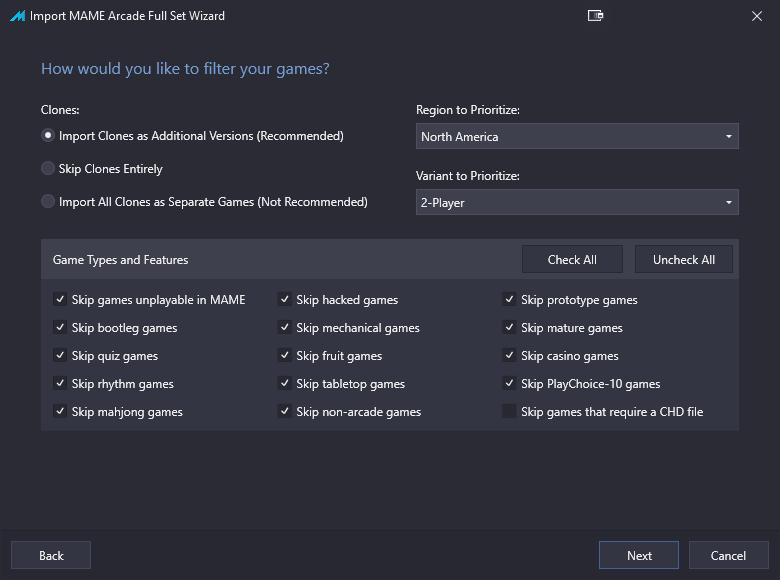 Import MAME Arcade Full Set Wizard
How would you like to filter your games?
Clones:
Import Clones as Additional Versions (Recommended)
Skip Clones Entirely
Import All Clones as Separate Games (Not Recommended)
Region to Prioritize:
North America
Variant to Prioritize:
2-Player
Game Types and Features
Check All
Uncheck All
Skip games unplayable in MAME
Skip hacked games
Skip prototype games
Skip bootleg games
Skip mechanical games
Skip mature games
Skip quiz games
Skip fruit games
Skip casino games
Skip rhythm games
Skip tabletop games
Skip PlayChoice-10 games
Skip mahjong games
Skip non-arcade games
Skip games that require a CHD file
Back
Next
Cancel